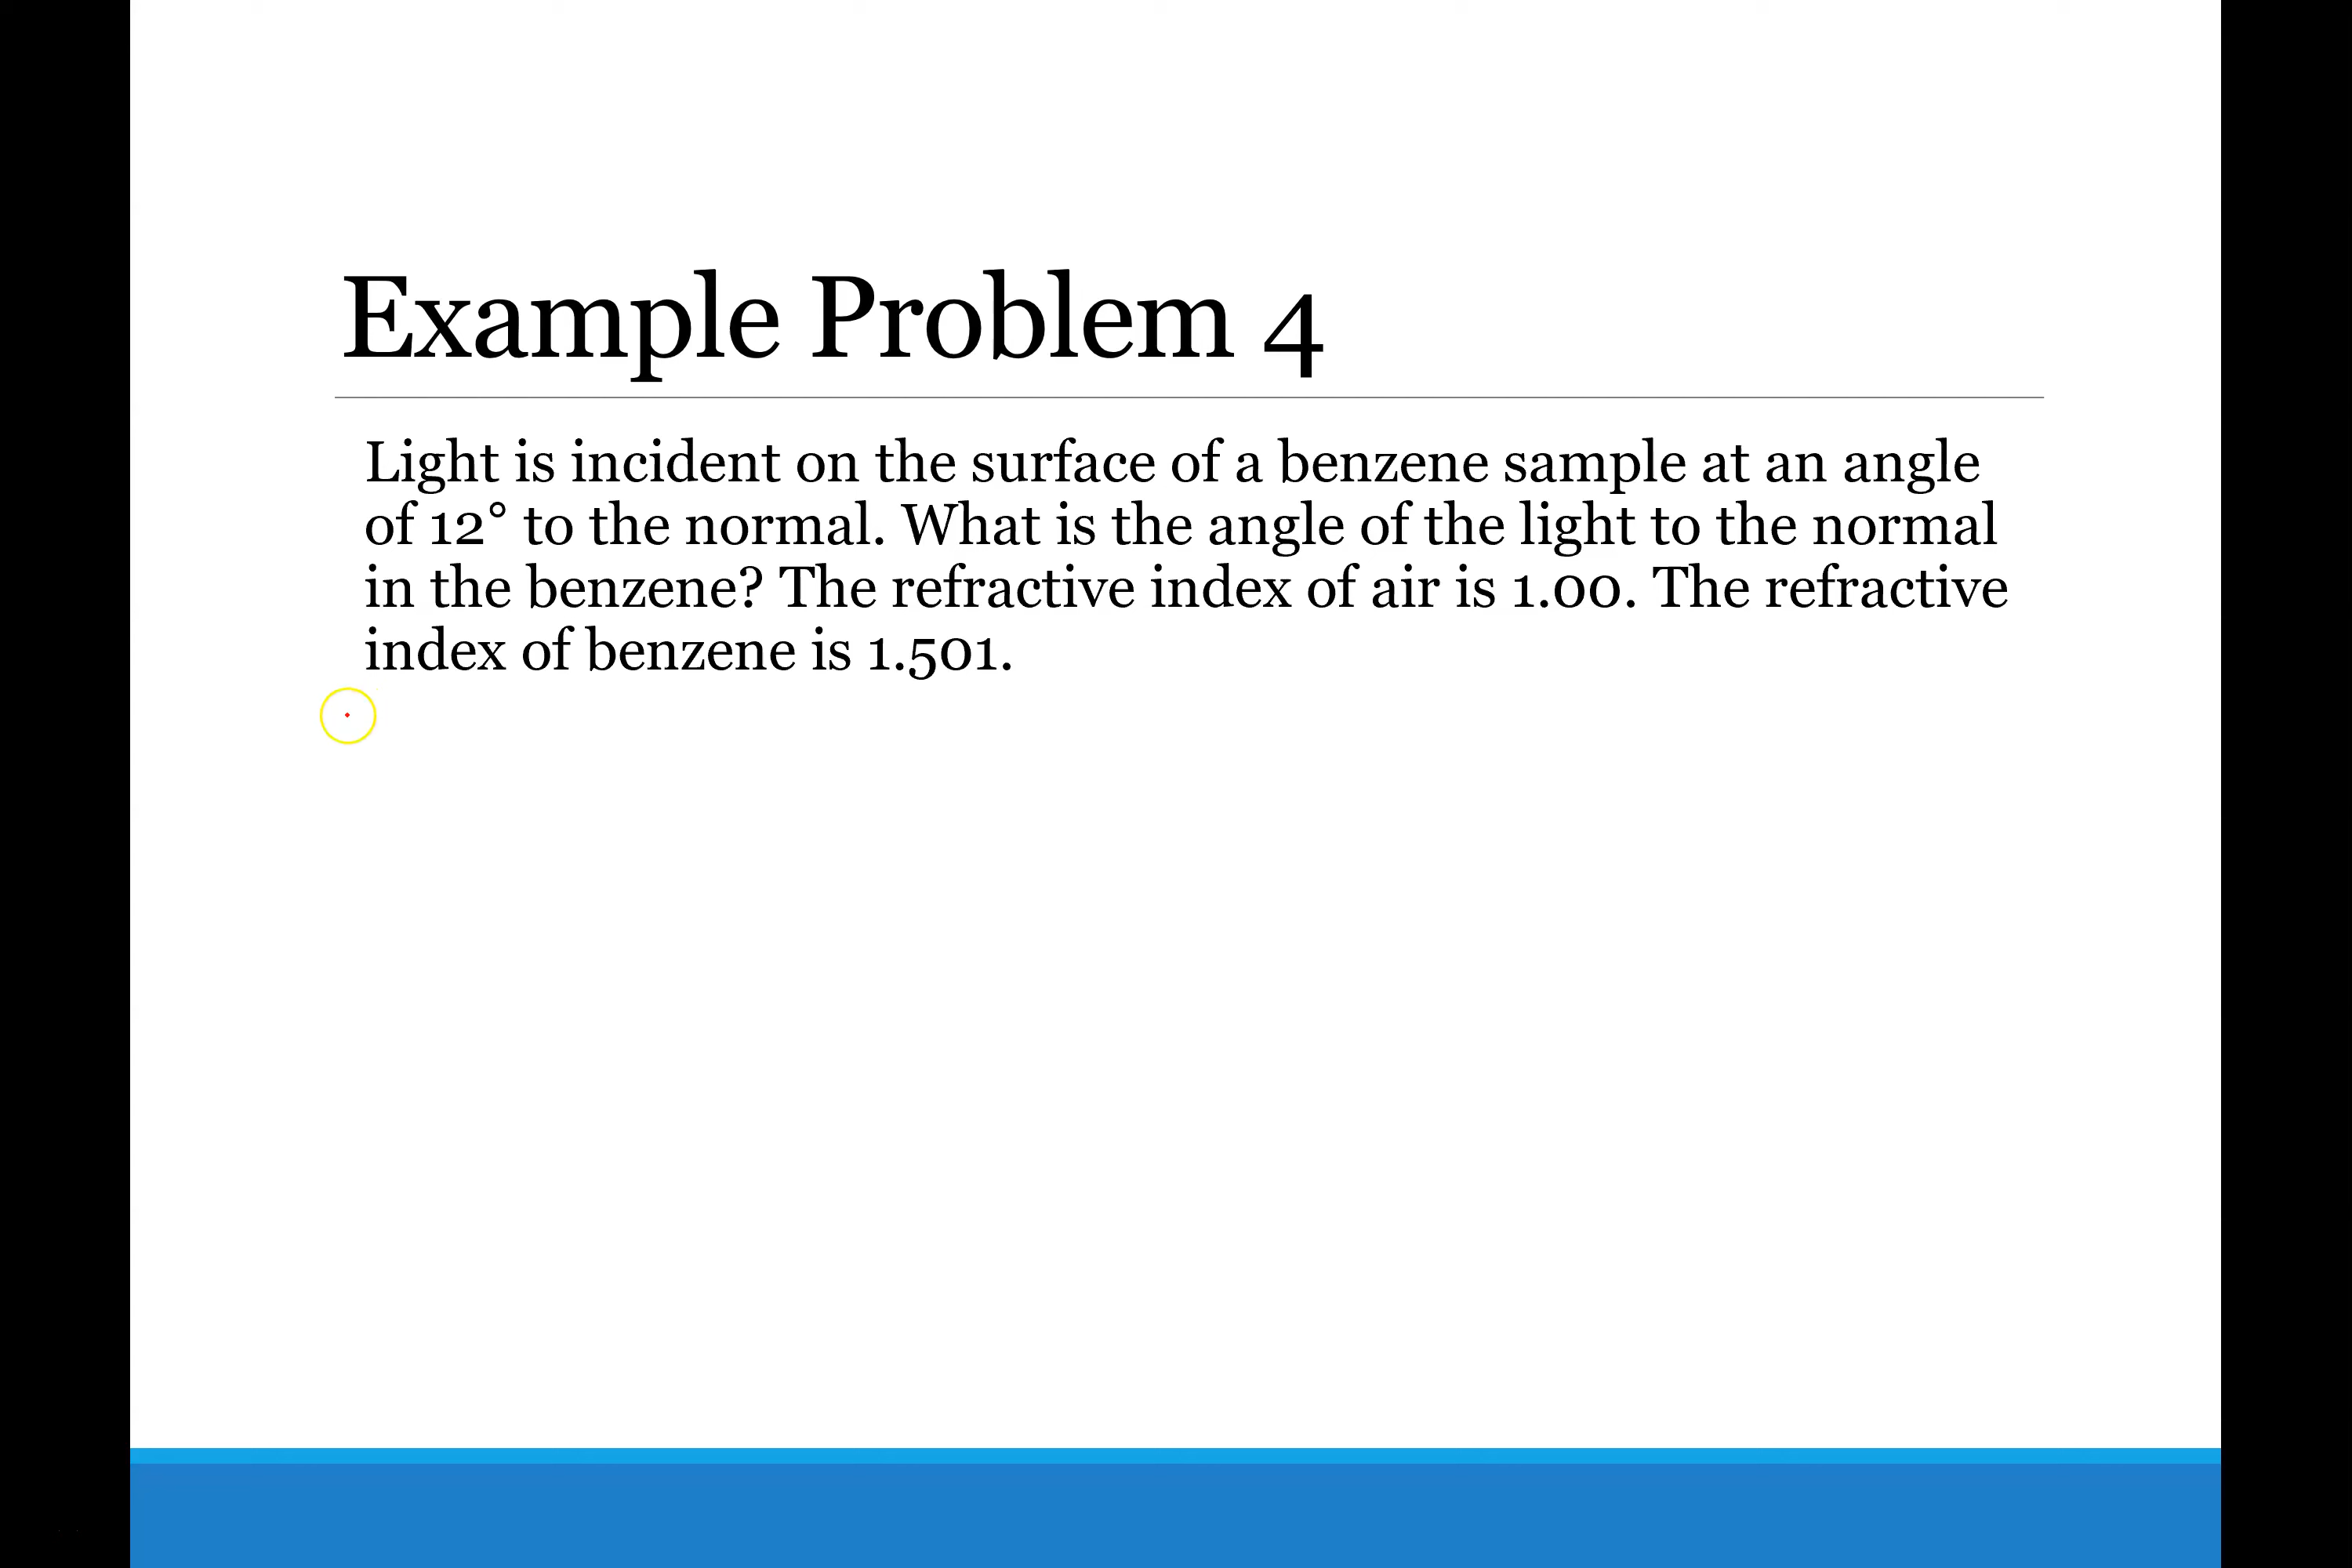 Example Problem 4
Light is incident on the surface of a benzene sample at an angle
of 12° to the normal. What is the angle of the light to the normal
in the benzene? The refractive index of air is 1.00. The refractive
index of benzene is 1.501.